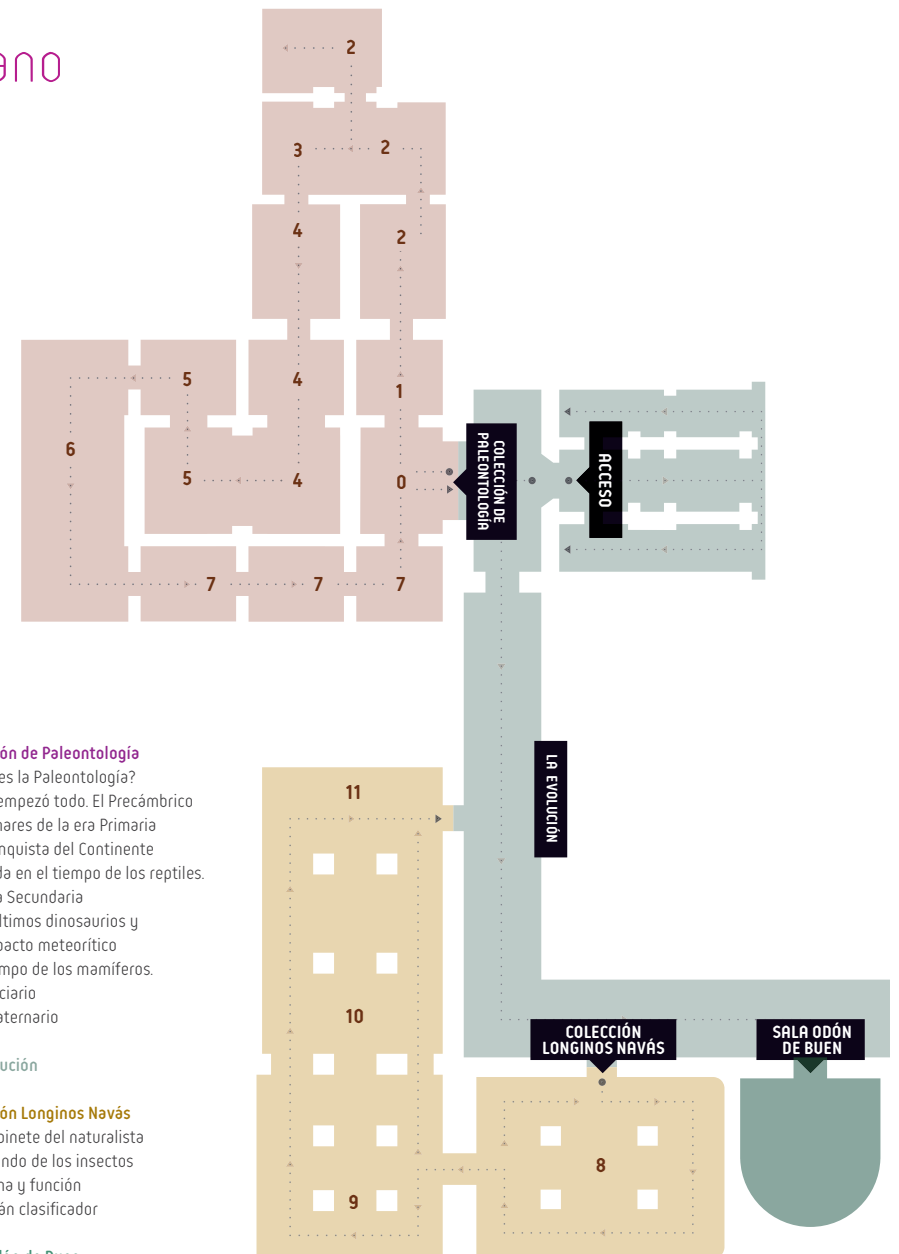 ano
2
3
2
4
2
5
4
1
6
5
4
0
COLECCIÓN DE
PALEONTOLOGÍA
ACCESO
7
7
7
LA EVOLUCIÓN
ón de Paleontología
es la Paleontología?
empezó todo. El Precámbrico
nares de la era Primaria
nquista del Continente
da en el tiempo de los reptiles.
a Secundaria
ltimos dinosaurios y
pacto meteorítico
mpo de los mamíferos.
ciario
aternario
ución
ón Longinos Navás
binete del naturalista
ndo de los insectos
ma y función
án clasificador
11
10
9
8
COLECCIÓN
LONGINOS NAVÁS
SALA ODÓN
DE BUEN